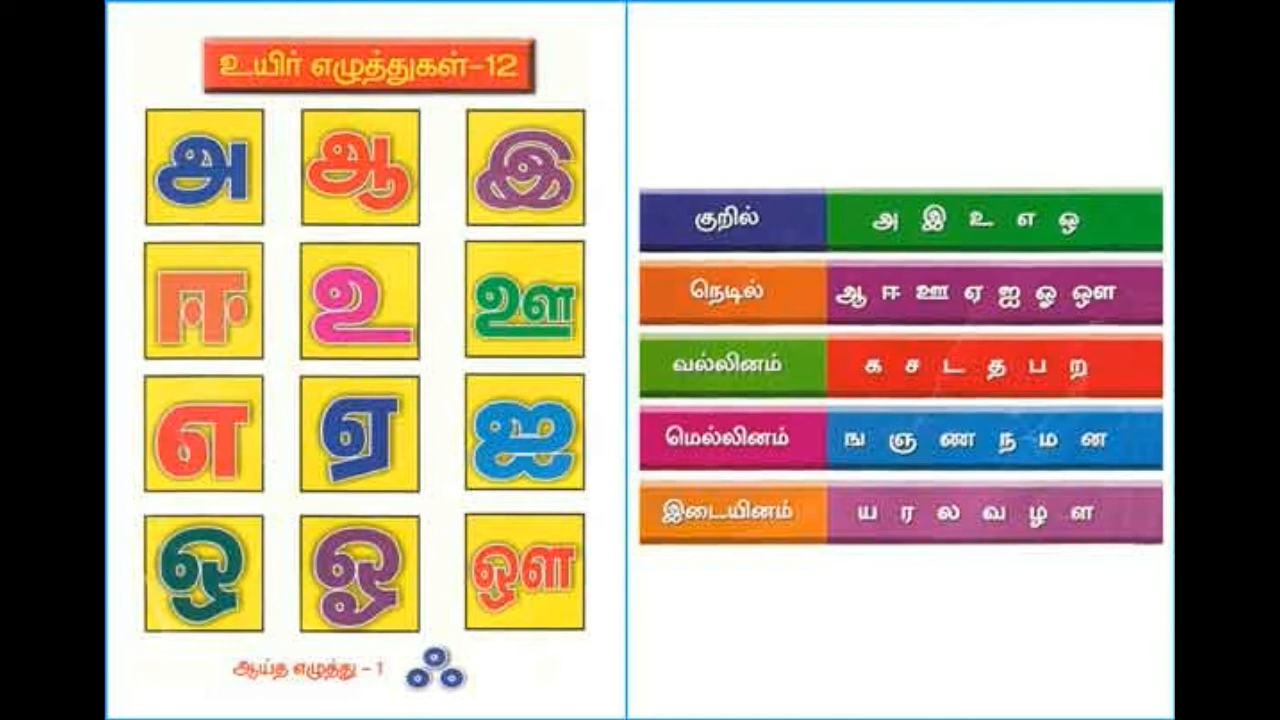 உயிர் எழுத்துகள்-12
அ ஆ இ
ஈ உ ஊ
எ ஏ ஐ
ஒ ஓ ஔ
ஆய்த எழுத்து - 1 ஃ
குறில் அ இ உ எ ஒ
நெடில் ஆ ஈ ஊ ஏ ஐ ஓ ஔ
வல்லினம் க ச ட த ப ற
மெல்லினம் ங ஞ ண ந ம ன
இடையினம் ய ர ல வ ழ ள